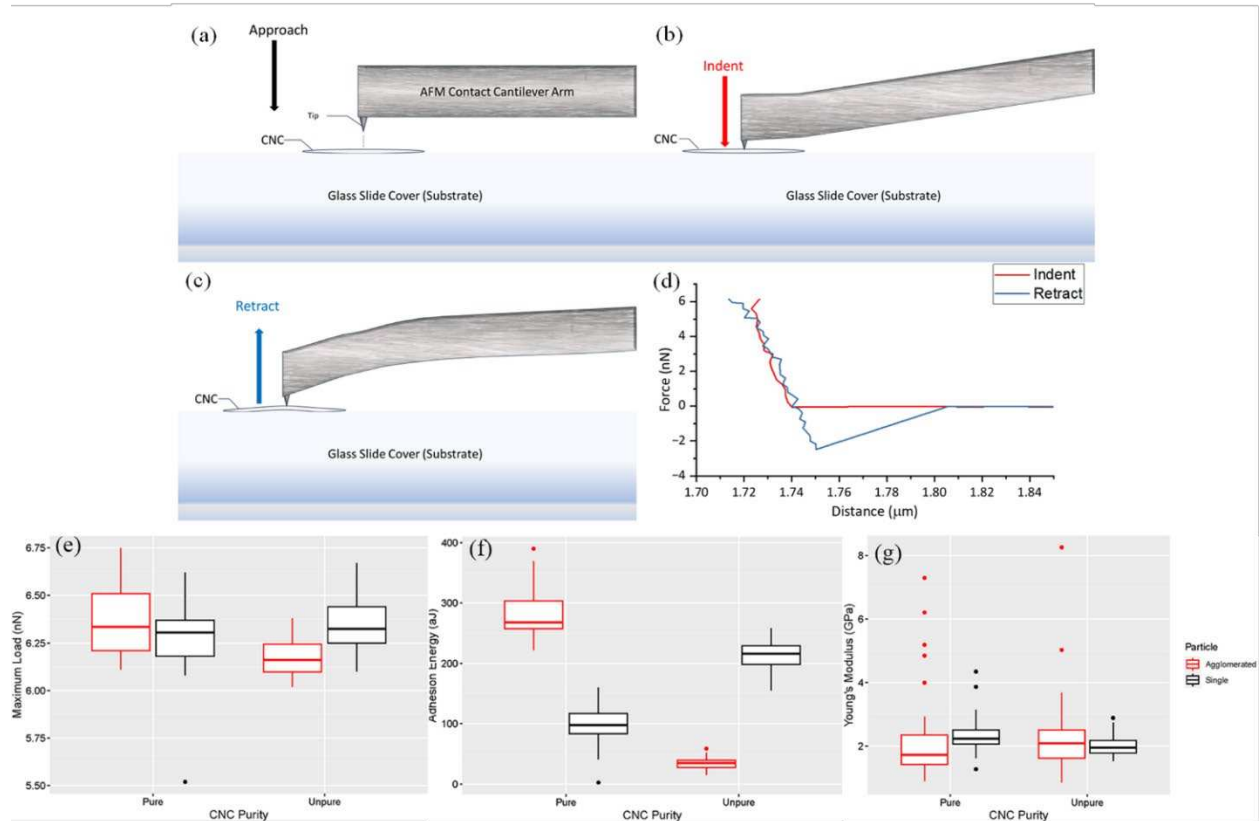 (a)
Approach
AFM Contact Cantilever Arm
Tip
CNC
Glass Slide Cover (Substrate)
(b)
Indent
CNC
Glass Slide Cover (Substrate)
(c)
Retract
CNC
Glass Slide Cover (Substrate)
(d)
Indent
Retract
6
4
2
0
−2
−4
Force (nN)
1.70 1.72 1.74 1.76 1.78 1.80 1.82 1.84
Distance (μm)
(e)
6.75
6.50
6.25
6.00
5.75
5.50
Maximum Load (nN)
Pure Unpure
CNC Purity
(f)
400
300
200
100
0
Adhesion Energy (aJ)
Pure Unpure
CNC Purity
(g)
8
6
4
2
Young's Modulus (GPa)
Pure Unpure
CNC Purity
Particle
Agglomerated
Single